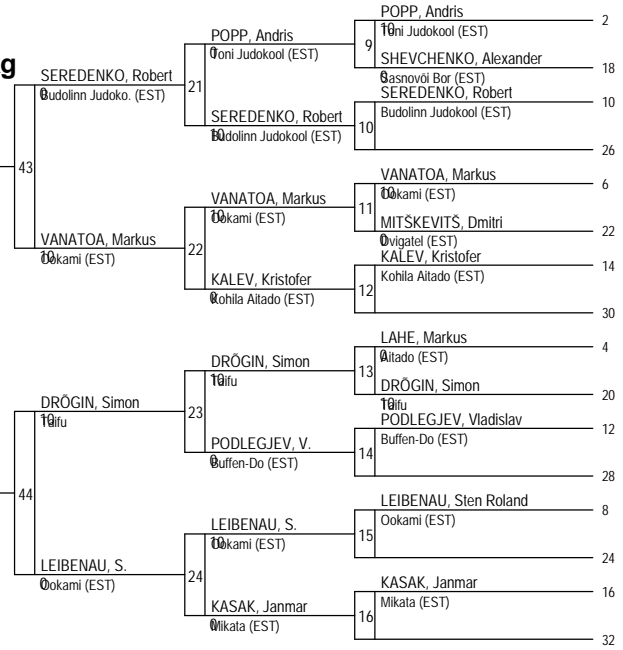 g
POPP, Andris
10
Toni Judokool (EST)
2
9
SHEVCHENKO, Alexander
0
Sasnovõi Bor (EST)
18
POPP, Andris
0
Toni Judokool (EST)
21
SEREDENKO, Robert
10
Budolinn Judokool (EST)
SEREDENKO, Robert
Budolinn Judokool (EST)
10
10
26
SEREDENKO, Robert
0
Budolinn Judoko. (EST)
43
VANATOA, Markus
10
Ookami (EST)
VANATOA, Markus
10
Ookami (EST)
6
11
MITŠKEVITŠ, Dmitri
0
Dvigatel (EST)
22
VANATOA, Markus
10
Ookami (EST)
22
KALEV, Kristofer
0
Kohila Aitado (EST)
KALEV, Kristofer
Kohila Aitado (EST)
14
12
30
LAHE, Markus
0
Aitado (EST)
4
13
DRÕGIN, Simon
10
Taifu
20
DRÕGIN, Simon
10
Taifu
23
PODLEGJEV, V.
0
Buffen-Do (EST)
PODLEGJEV, Vladislav
Buffen-Do (EST)
12
14
28
DRÕGIN, Simon
10
Taifu
44
LEIBENAU, S.
0
Ookami (EST)
LEIBENAU, Sten Roland
Ookami (EST)
8
15
24
LEIBENAU, S.
10
Ookami (EST)
24
KASAK, Janmar
0
Mikata (EST)
KASAK, Janmar
Mikata (EST)
16
16
32